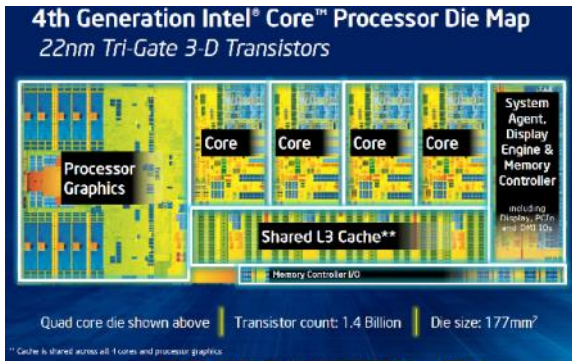 4th Generation Intel® Core™ Processor Die Map
22nm Tri-Gate 3-D Transistors
Processor
Graphics
Core
Core
Core
Core
System
Agent,
Display
Engine &
Memory
Controller
including
Display, PCIe
and DMI IOs
Shared L3 Cache**
Memory Controller I/O
Quad core die shown above
Transistor count: 1.4 Billion
Die size: 177mm²
** Cache is shared across all 4 cores and processor graphics